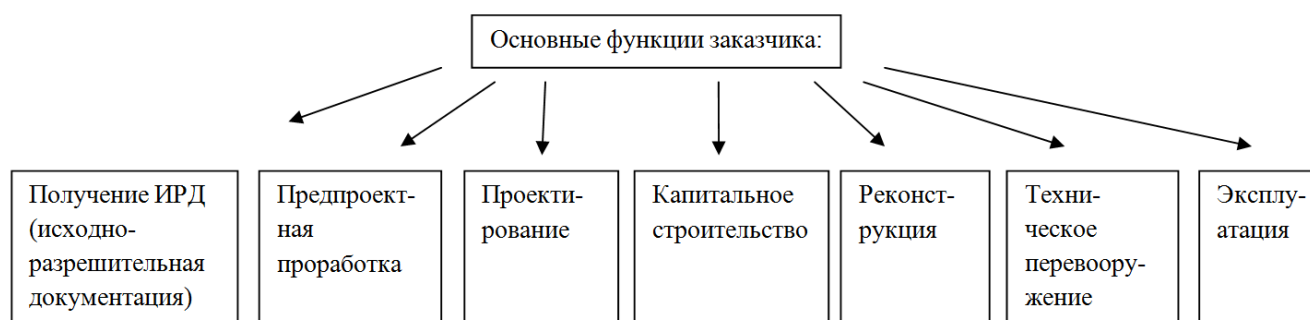 Основные функции заказчика:
Получение ИРД
(исходно-
разрешительная
документация)
Предпроект-
ная
проработка
Проекти-
рование
Капитальное
строительство
Реконст-
рукция
Техни-
ческое
перевоору-
жение
Эксплу-
атация